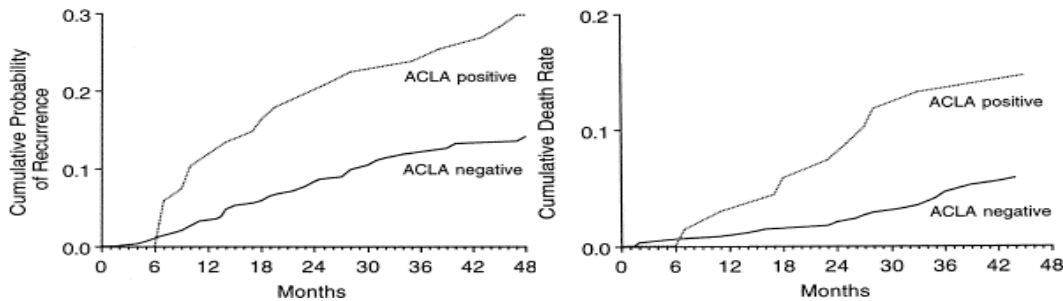 Cumulative Probability
of Recurrence
0.3
0.2
0.1
0.0
ACLA positive
ACLA negative
0 6 12 18 24 30 36 42 48
Months
Cumulative Death Rate
0.2
0.1
0.0
ACLA positive
ACLA negative
0 6 12 18 24 30 36 42 48
Months